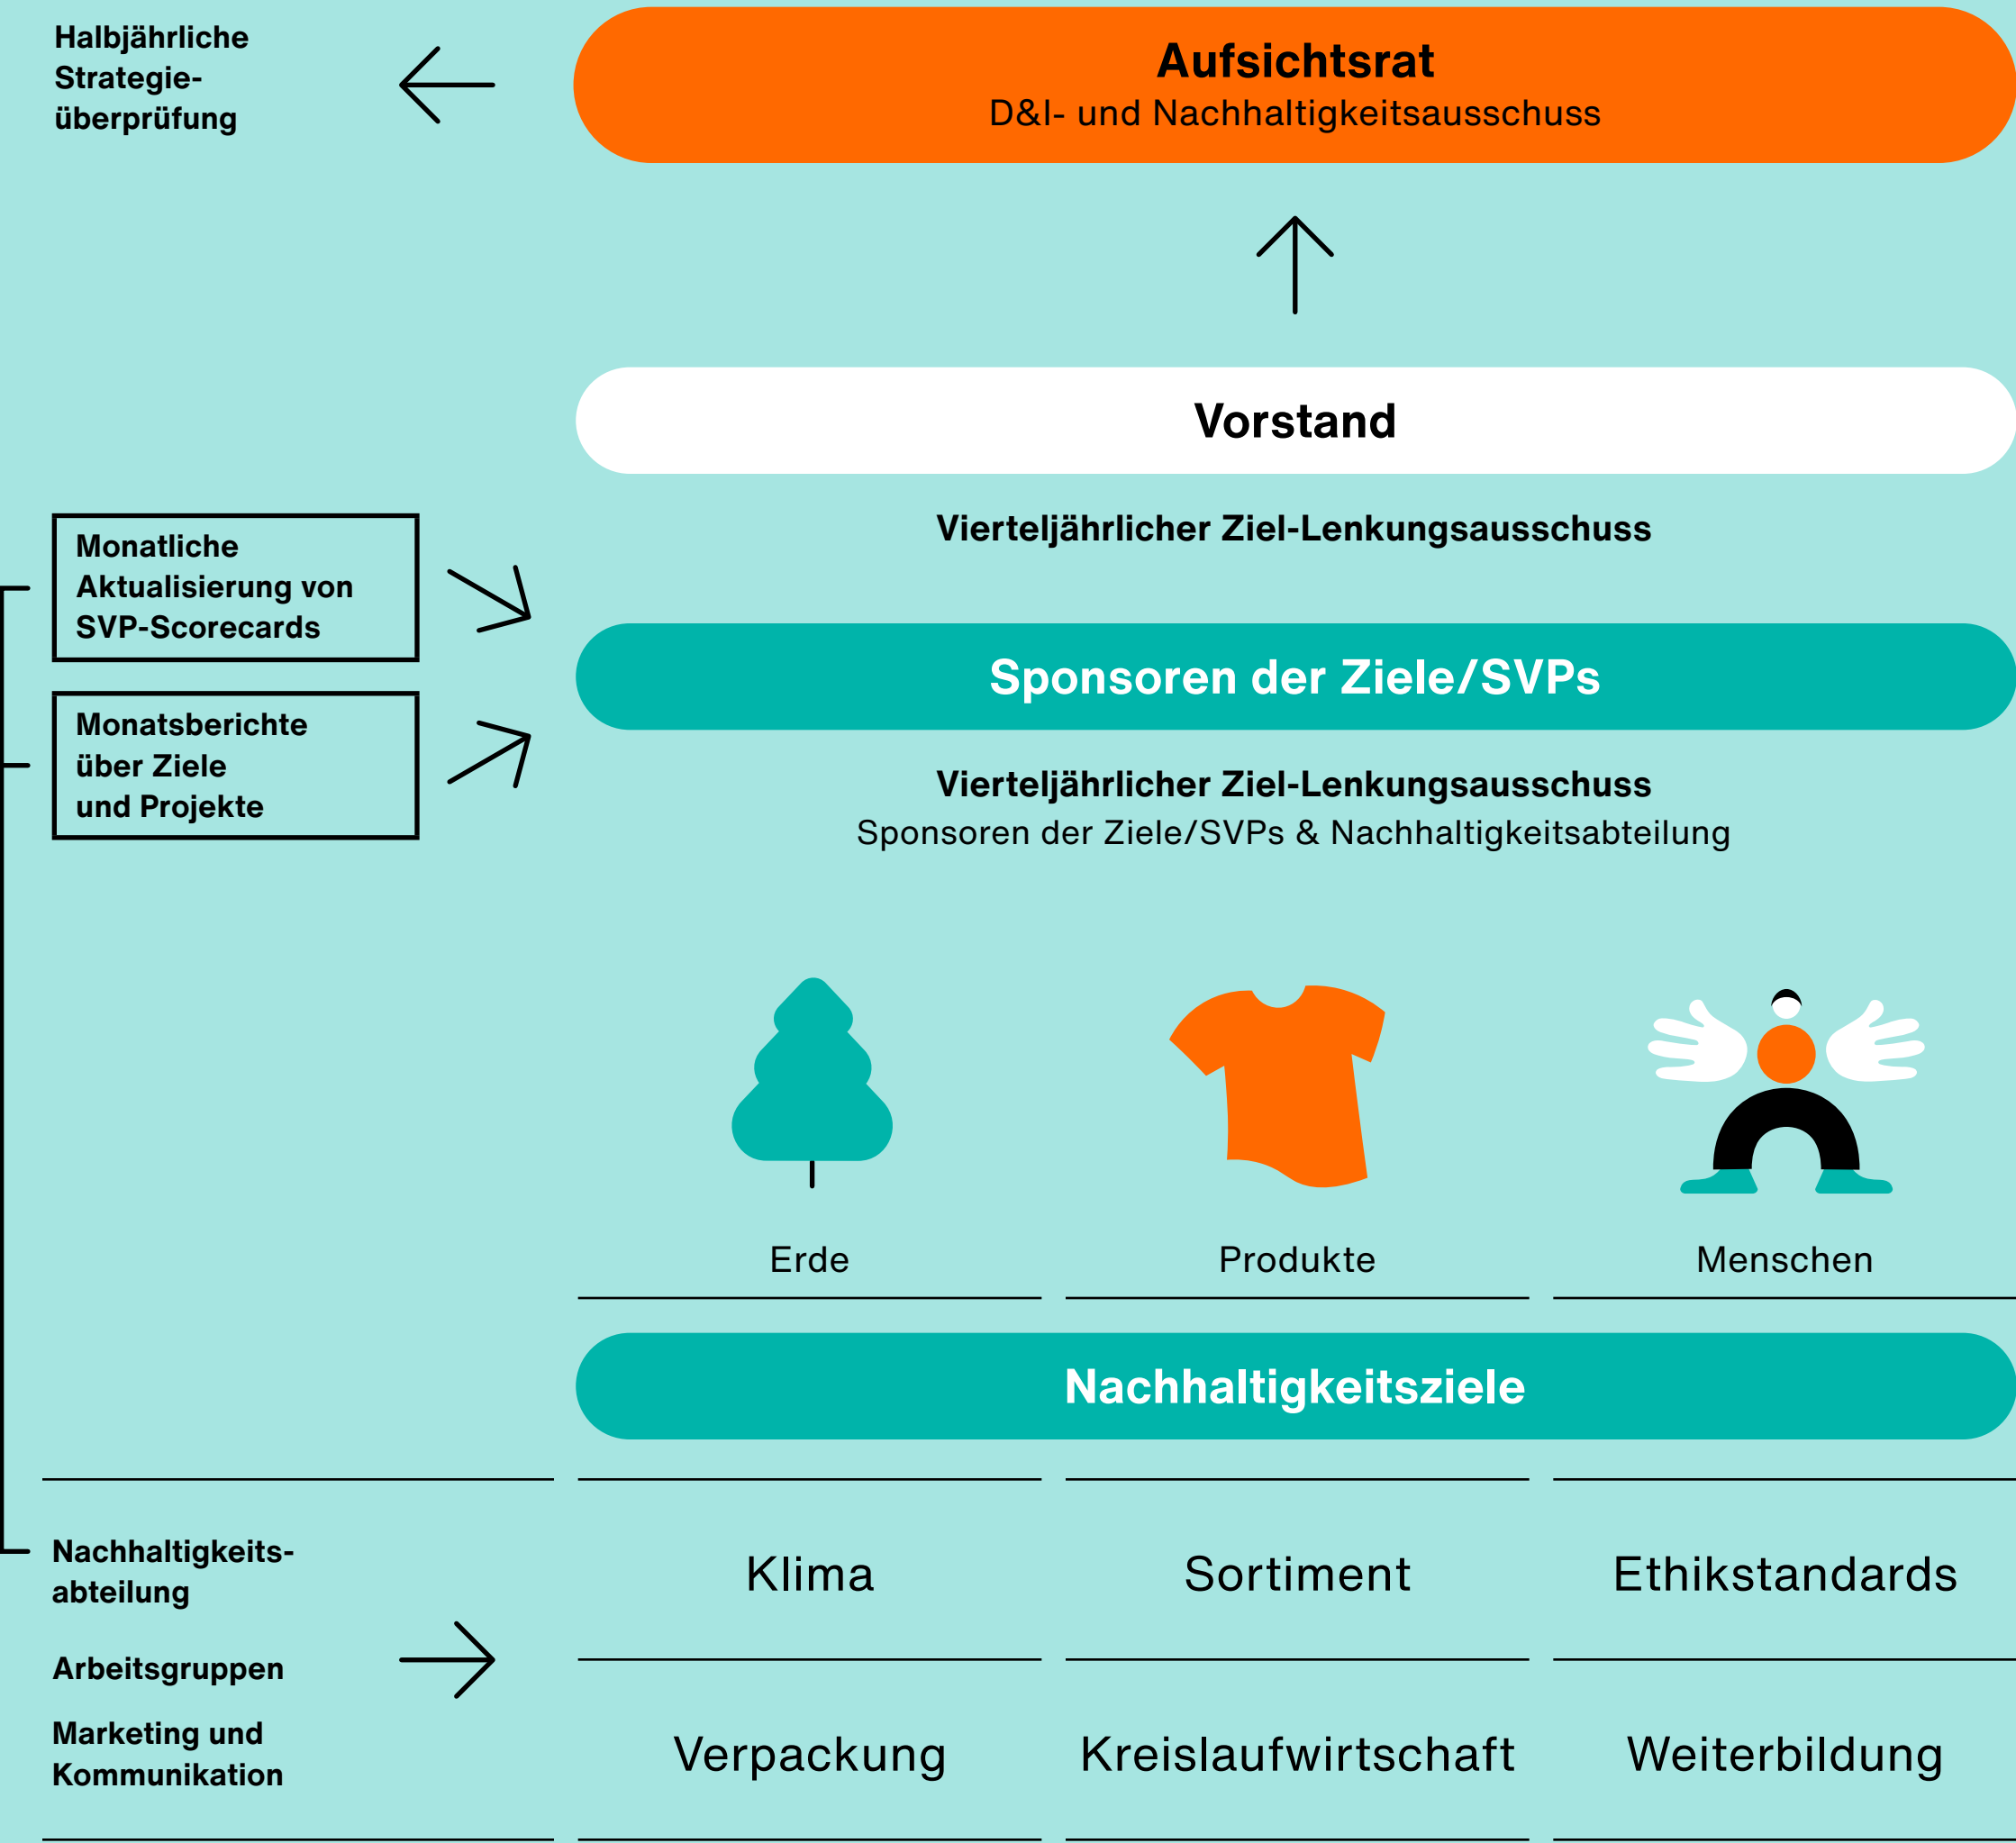 Halbjährliche
Strategie-
überprüfung
Aufsichtsrat
D&I- und Nachhaltigkeitsausschuss
Vorstand
Vierteljährlicher Ziel-Lenkungsausschuss
Monatliche
Aktualisierung von
SVP-Scorecards
Sponsoren der Ziele/SVPs
Monatsberichte
über Ziele
und Projekte
Vierteljährlicher Ziel-Lenkungsausschuss
Sponsoren der Ziele/SVPs & Nachhaltigkeitsabteilung
Erde
Produkte
Menschen
Nachhaltigkeitsziele
Nachhaltigkeits-
abteilung
Arbeitsgruppen
Marketing und
Kommunikation
Klima
Sortiment
Ethikstandards
Verpackung
Kreislaufwirtschaft
Weiterbildung